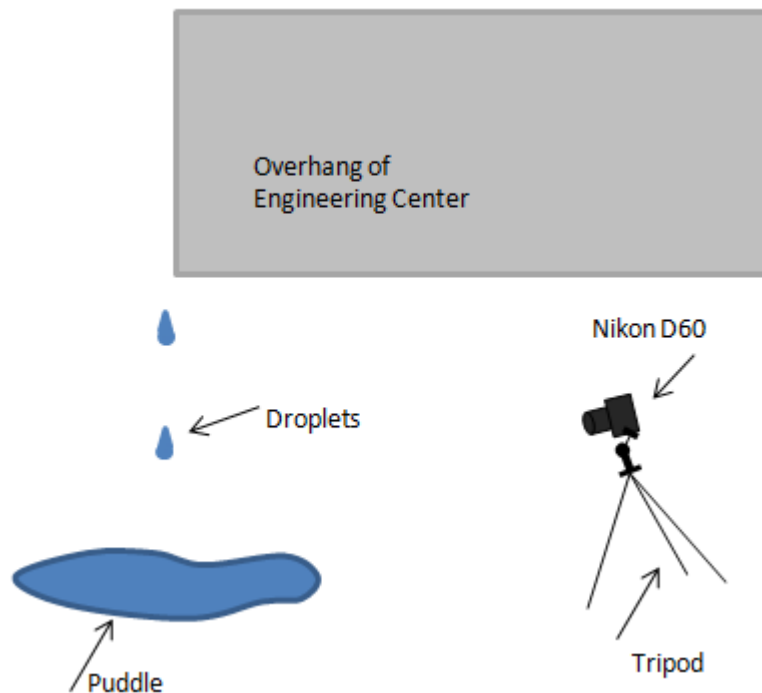 Overhang of
Engineering Center
Nikon D60
Droplets
Tripod
Puddle